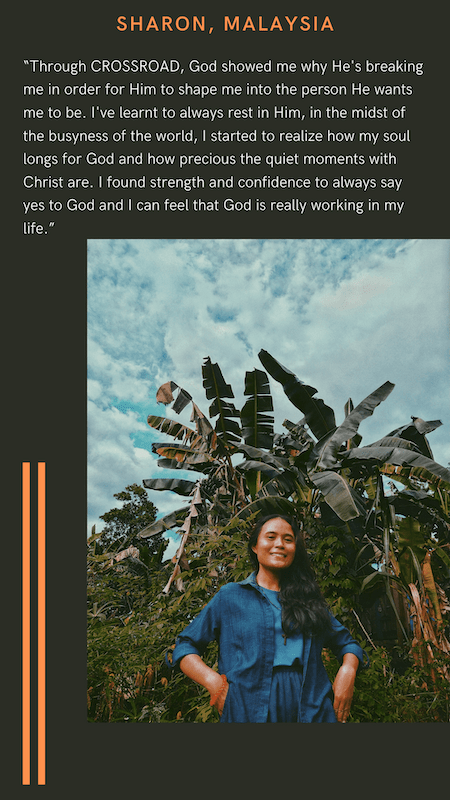 SHARON, MALAYSIA
“Through CROSSROAD, God showed me why He's breaking
me in order for Him to shape me into the person He wants
me to be. I've learnt to always rest in Him, in the midst of
the busyness of the world, I started to realize how my soul
longs for God and how precious the quiet moments with
Christ are. I found strength and confidence to always say
yes to God and I can feel that God is really working in my
life.”